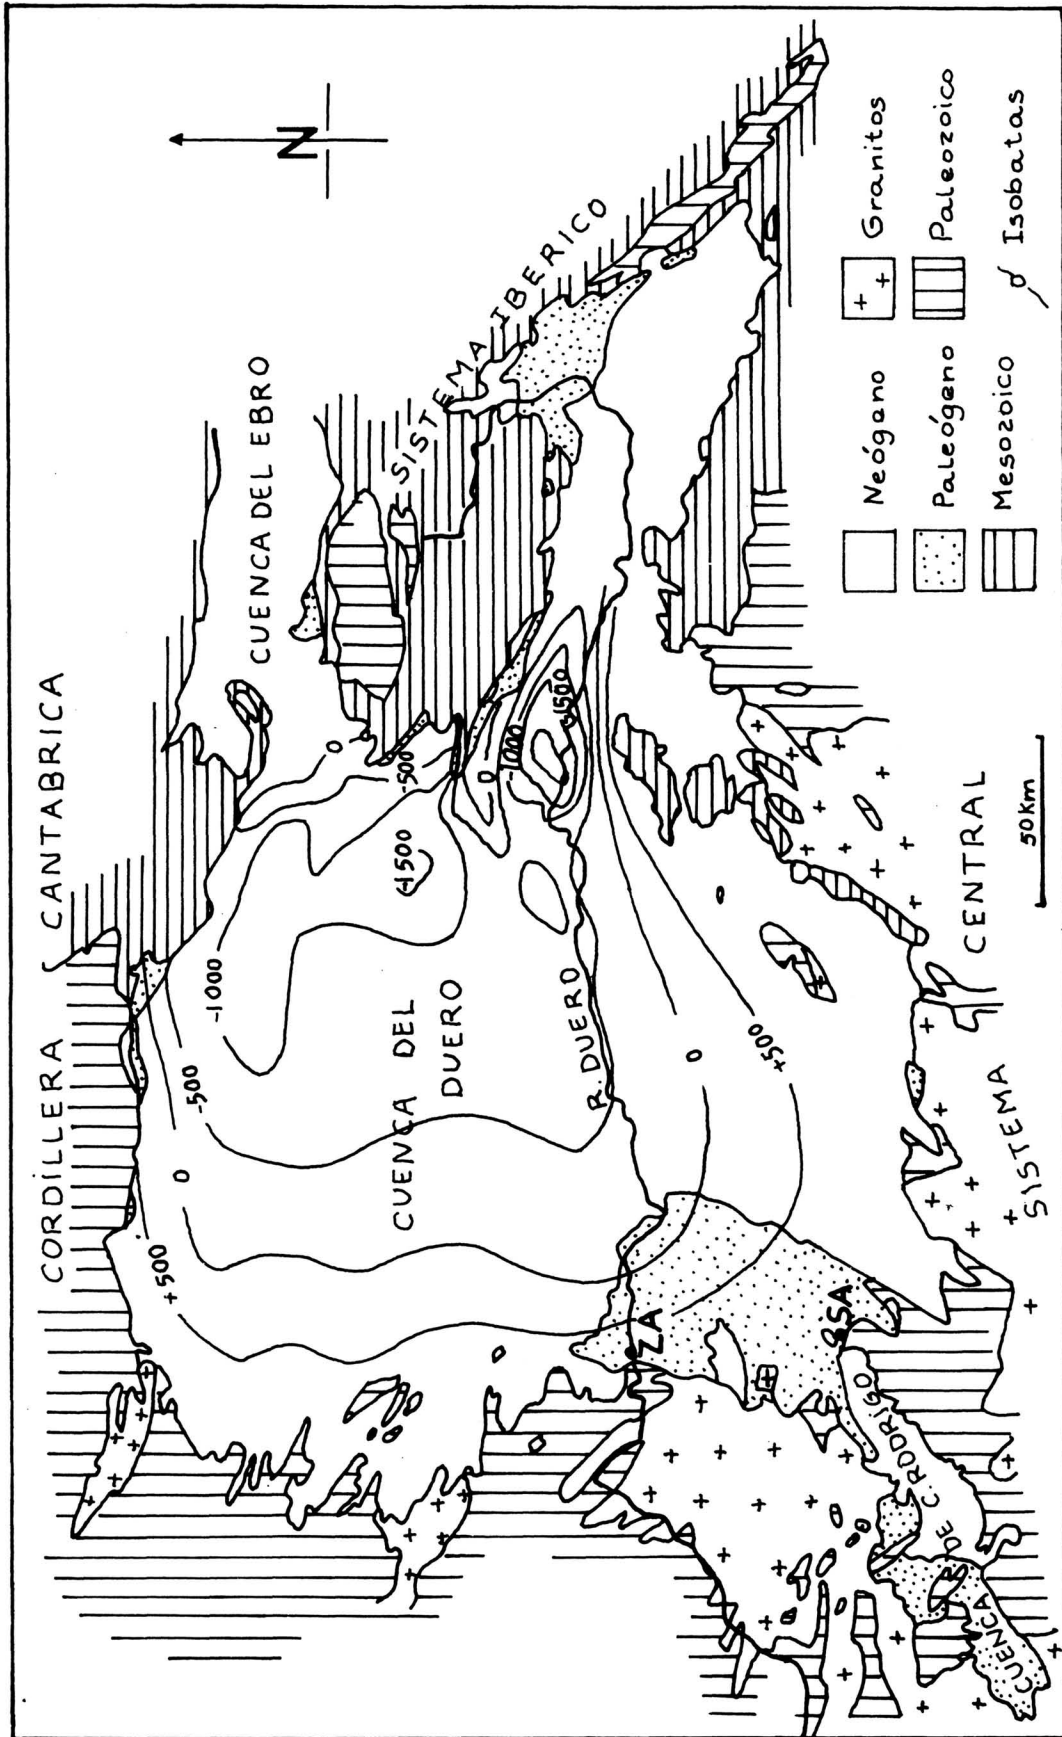 CORDILLERA CANTABRICA
CUENCA DEL EBRO
SISTEMA IBERICO
N
+500
0
-500
-1000
-1500
-500
0
0
-1000
-1500
CUENCA DEL
DUERO
R. DUERO
0
+500
ZA
SA
CUENCA DE C. RODRIGO
SISTEMA CENTRAL
50 Km
Neógeno
Granitos
Paleógeno
Paleozoico
Mesozoico
Isobatas